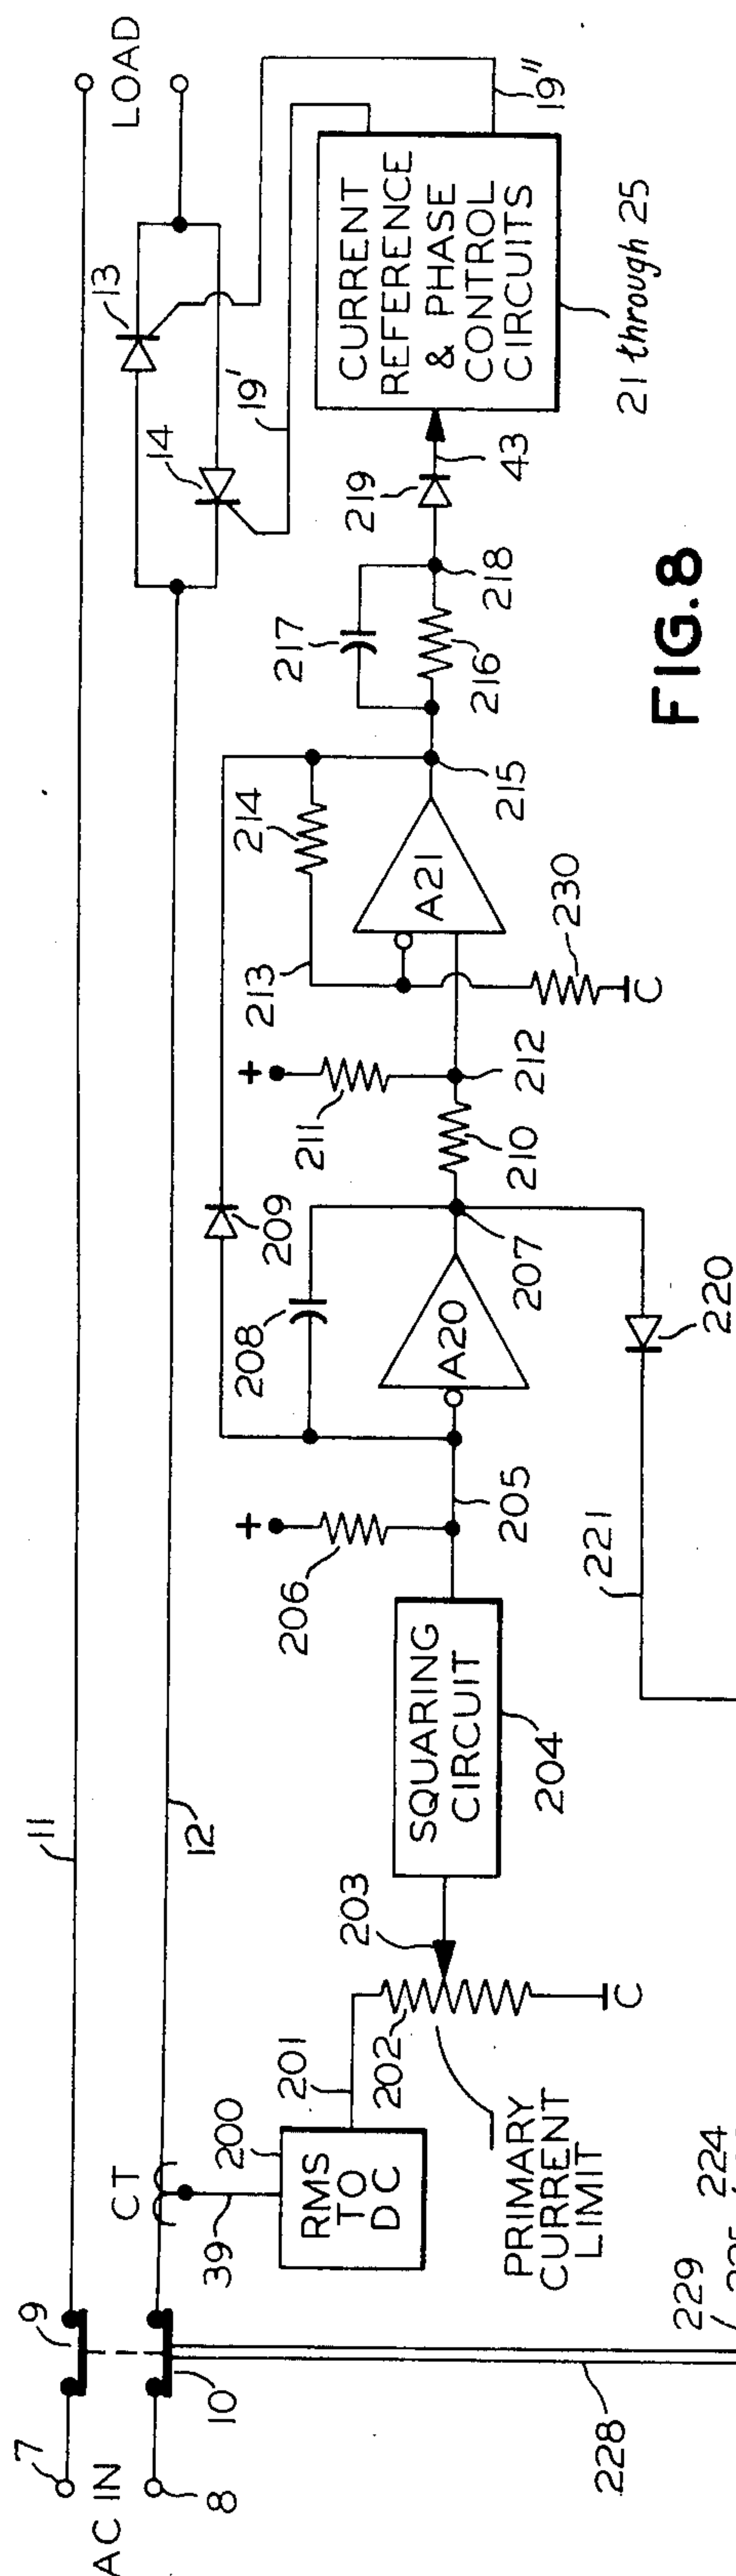 7
9
11
AC IN
8
10
12
CT
39
RMS
TO
DC
200
201
202
203
C
PRIMARY
CURRENT
LIMIT
SQUARING
CIRCUIT
204
+
206
205
208
209
A20
207
210
+
211
212
213
214
A21
230
C
215
217
216
218
219
43
14
13
19'
19"
LOAD
CURRENT
REFERENCE
& PHASE
CONTROL
CIRCUITS
21 through 25
220
221
228
229
224
FIG.8